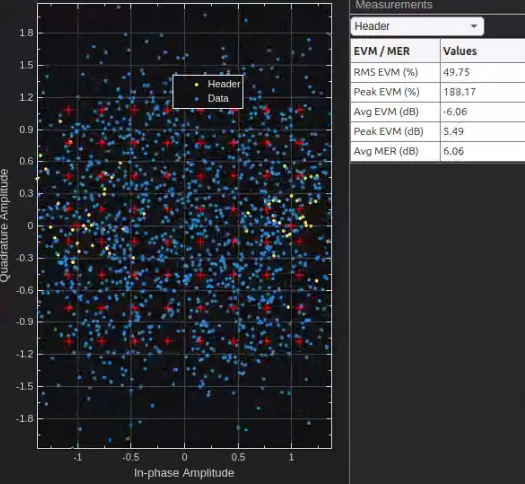 Measurements
Header
EVM / MER Values
RMS EVM (%) 49.75
Peak EVM (%) 188.17
Avg EVM (dB) -6.06
Peak EVM (dB) 5.49
Avg MER (dB) 6.06
Header
Data
Quadrature Amplitude
1.8
1.5
1.2
0.9
0.6
0.3
0
-0.3
-0.6
-0.9
-1.2
-1.5
-1.8
-1 -0.5 0 0.5 1
In-phase Amplitude